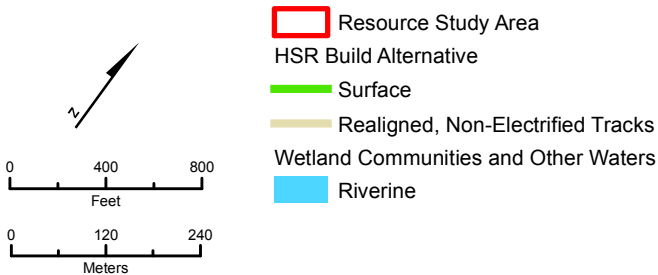 Resource Study Area
HSR Build Alternative
Surface
Realigned, Non-Electrified Tracks
Wetland Communities and Other Waters
Riverine
N
0 400 800
Feet
0 120 240
Meters